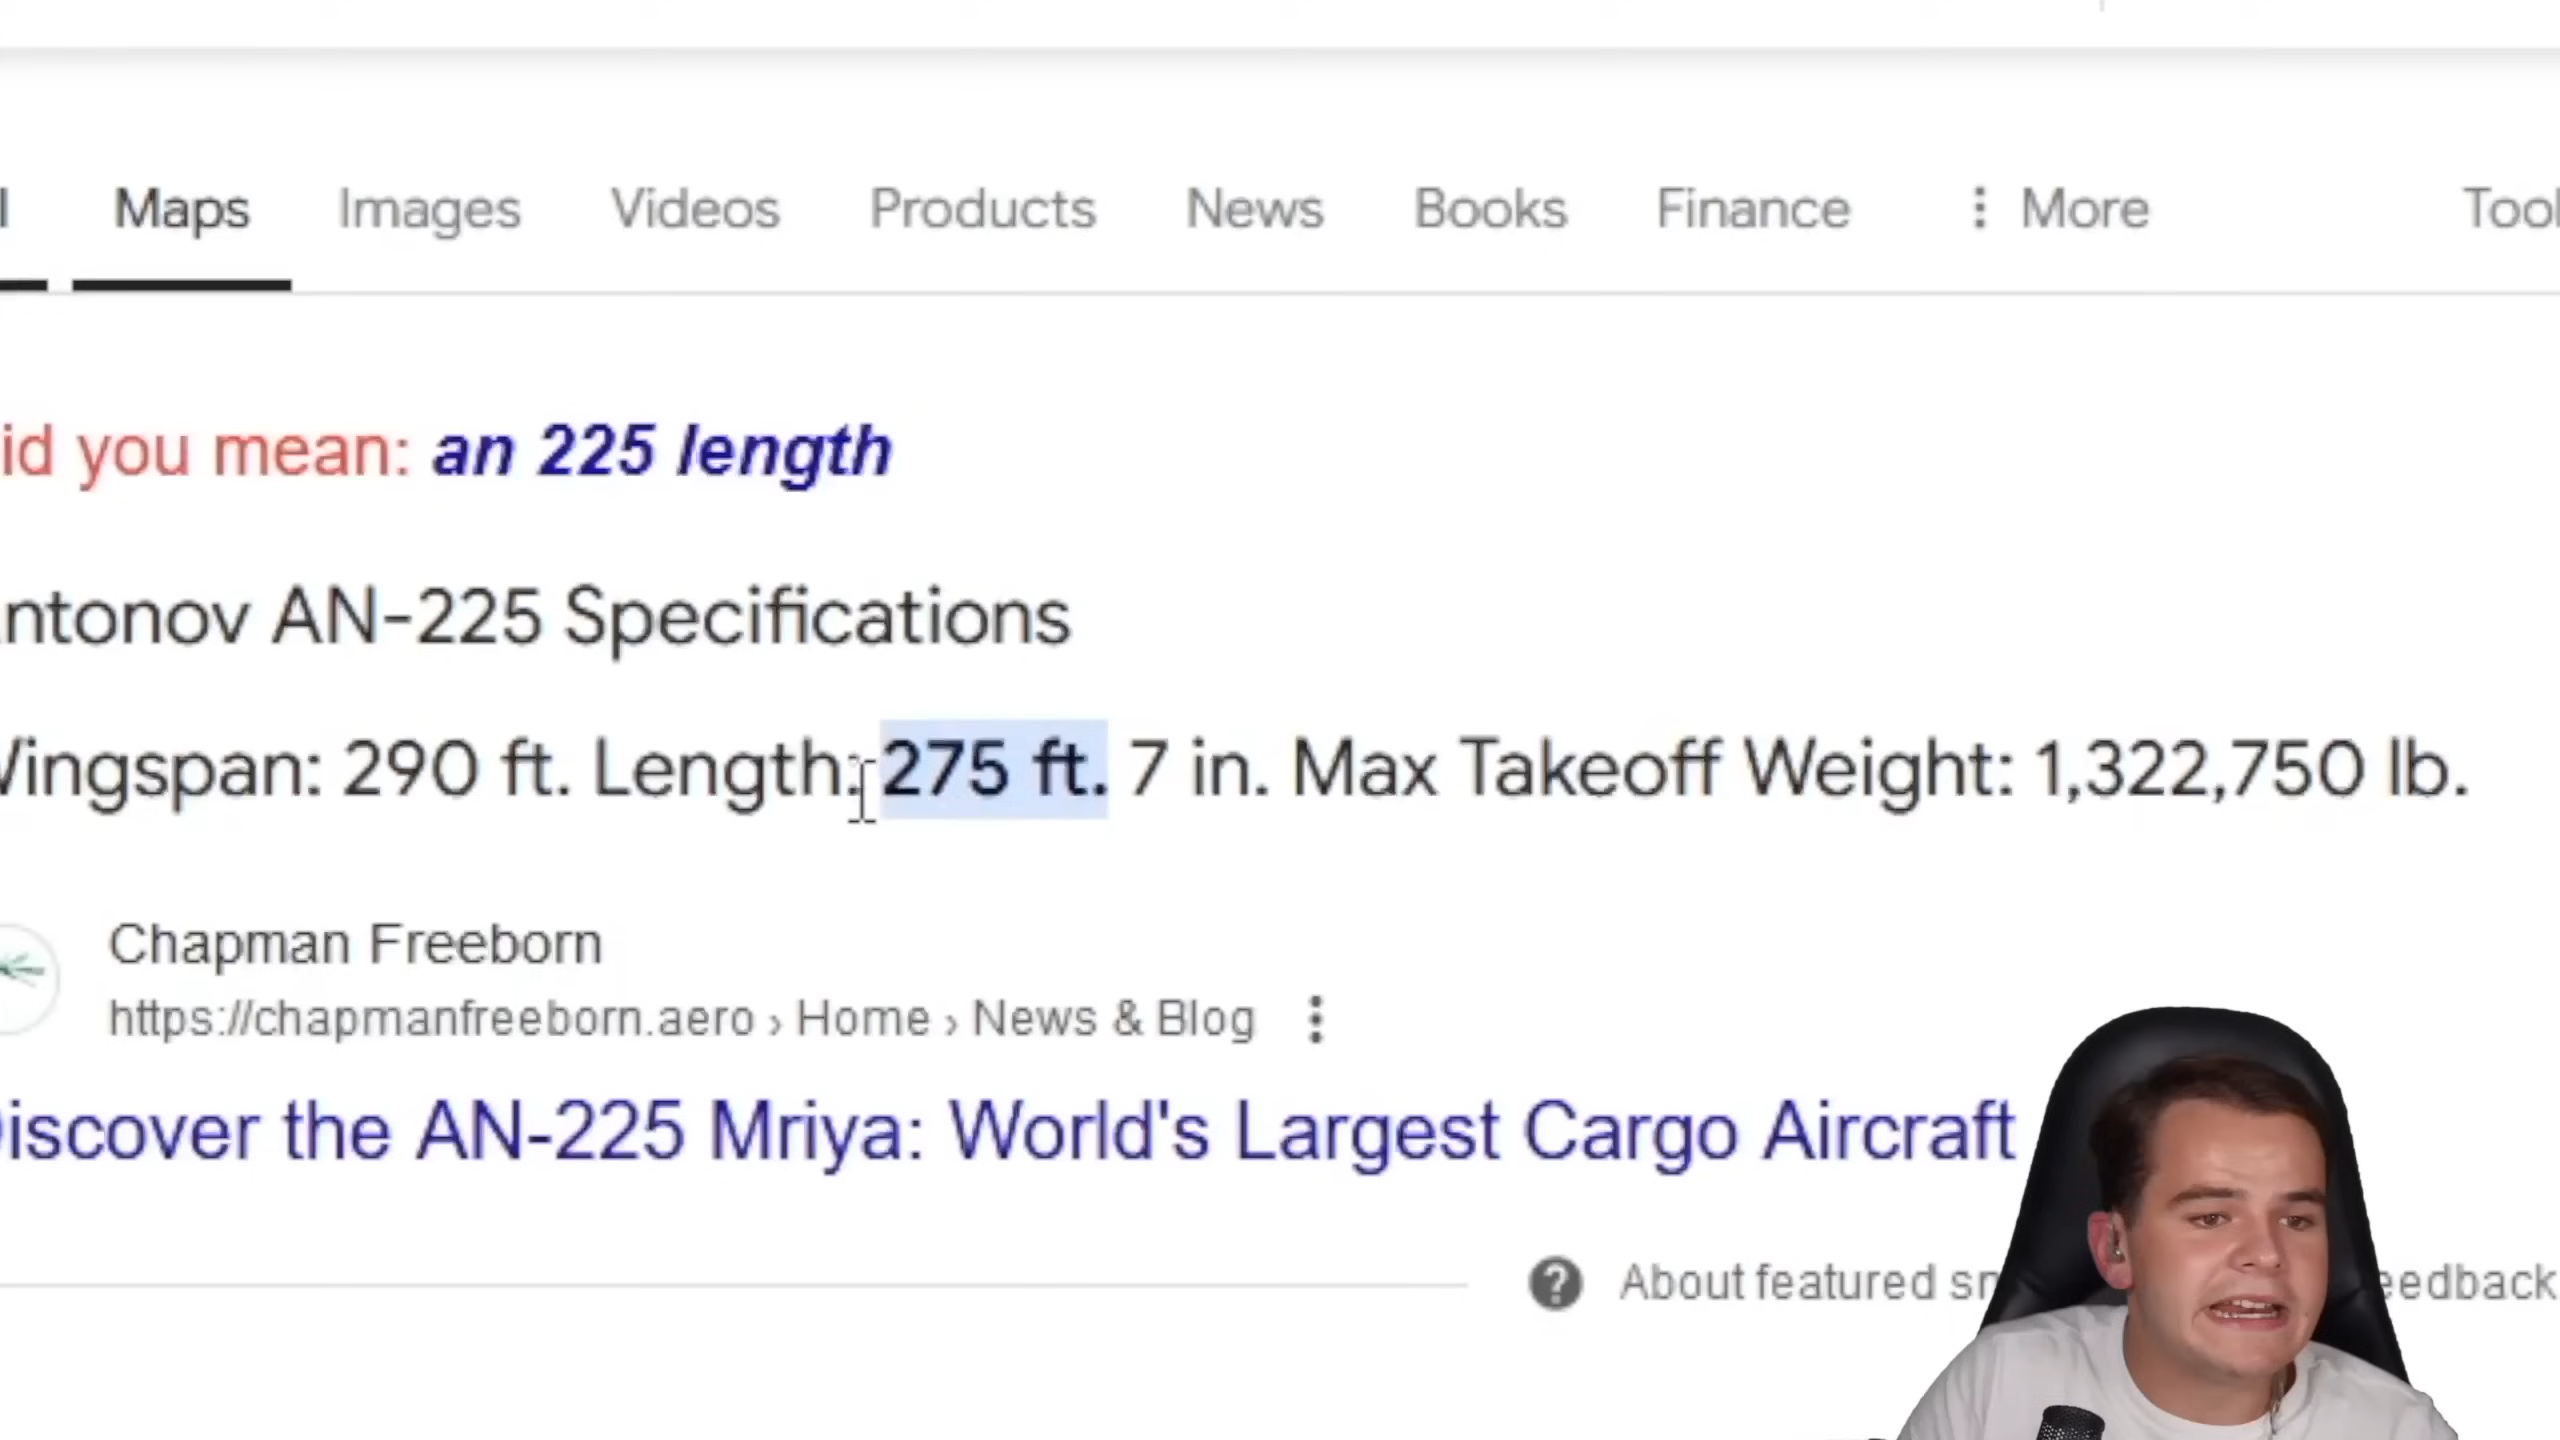 Maps Images Videos Products News Books Finance More
id you mean: an 225 length
ntonov AN-225 Specifications
ingspan: 290 ft. Length: 275 ft. 7 in. Max Takeoff Weight: 1,322,750 lb.
Chapman Freeborn
https://chapmanfreeborn.aero › Home › News & Blog
iscover the AN-225 Mriya: World's Largest Cargo Aircraft
? About featured sn eedback